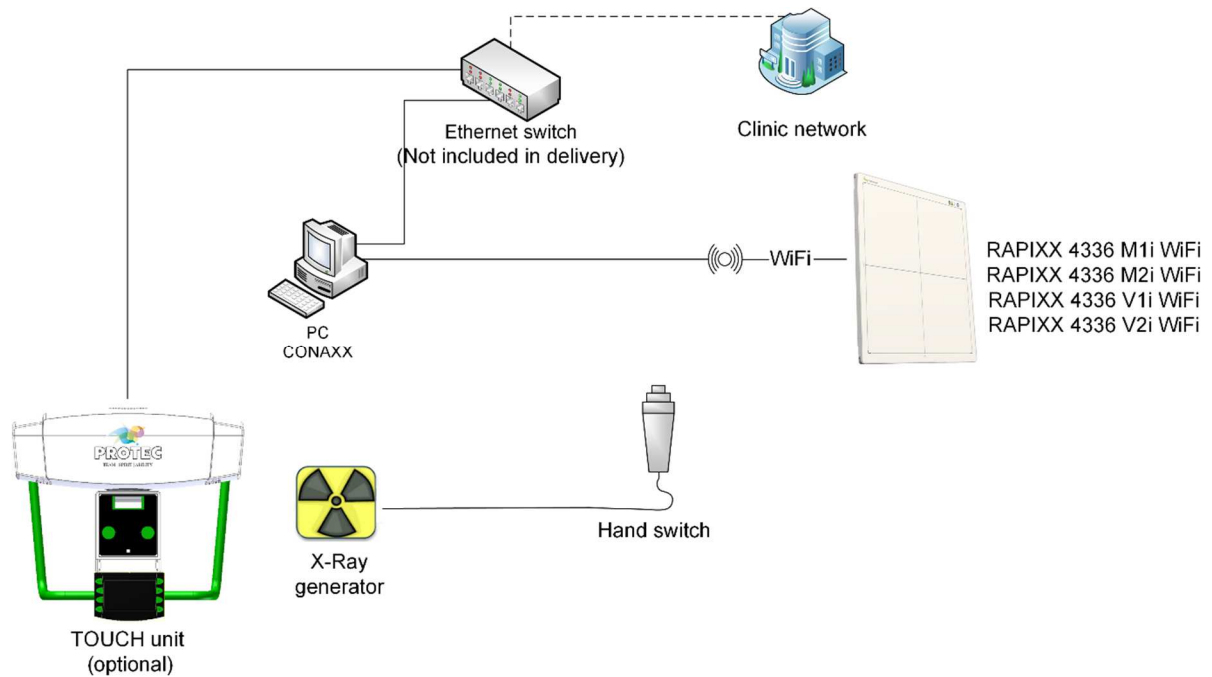 Ethernet switch
(Not included in delivery)
Clinic network
WiFi
RAPIXX 4336 M1i WiFi
RAPIXX 4336 M2i WiFi
RAPIXX 4336 V1i WiFi
RAPIXX 4336 V2i WiFi
PC
CONAXX
PROTEC
X-Ray
generator
Hand switch
TOUCH unit
(optional)